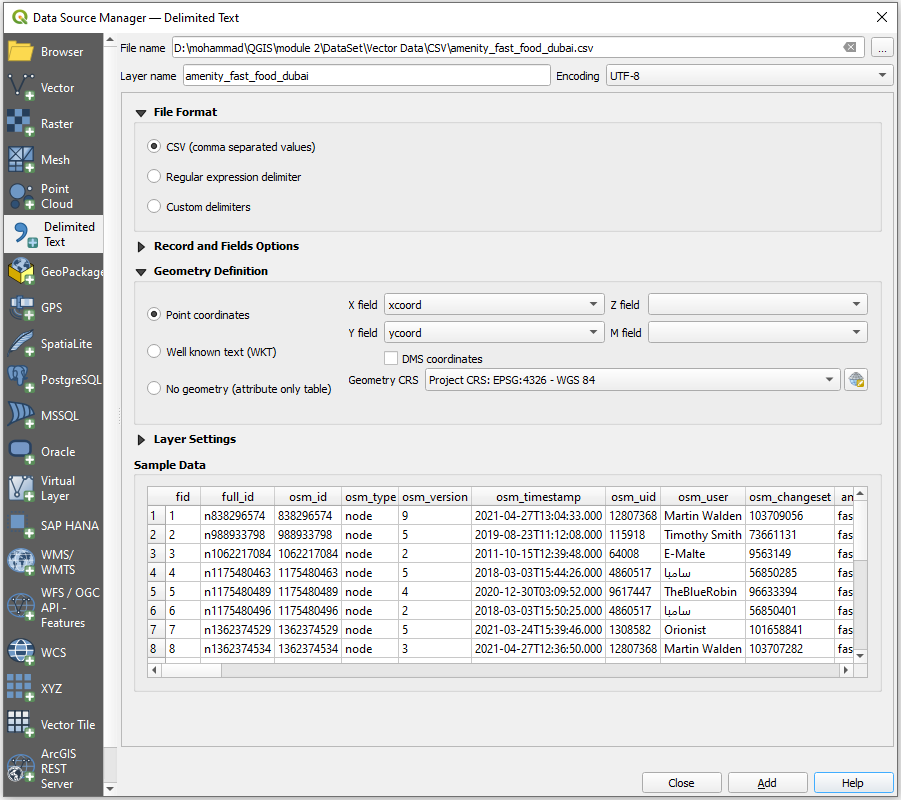 Data Source Manager — Delimited Text
Browser
Vector
Raster
Mesh
Point
Cloud
Delimited
Text
GeoPackage
GPS
SpatiaLite
PostgreSQL
MSSQL
Oracle
Virtual
Layer
SAP HANA
WMS/
WMTS
WFS / OGC
API -
Features
WCS
XYZ
Vector Tile
ArcGIS
REST
Server
File name D:\mohammad\QGIS\module 2\DataSet\Vector Data\CSV\amenity_fast_food_dubai.csv ...
Layer name amenity_fast_food_dubai Encoding UTF-8
File Format
CSV (comma separated values)
Regular expression delimiter
Custom delimiters
Record and Fields Options
Geometry Definition
Point coordinates
Well known text (WKT)
No geometry (attribute only table)
X field xcoord Z field
Y field ycoord M field
DMS coordinates
Geometry CRS Project CRS: EPSG:4326 - WGS 84
Layer Settings
Sample Data
fid full_id osm_id osm_type osm_version osm_timestamp osm_uid osm_user osm_changeset am
1 1 n838296574 838296574 node 9 2021-04-27T13:04:33.000 12807368 Martin Walden 103709056 fas
2 2 n988933798 988933798 node 5 2019-08-23T11:12:08.000 115918 Timothy Smith 73661131 fas
3 3 n1062217084 1062217084 node 2 2011-10-15T12:39:48.000 64008 E-Malte 9563149 fas
4 4 n1175480463 1175480463 node 5 2018-03-03T15:44:26.000 4860517 سامبا 56850285 fas
5 5 n1175480489 1175480489 node 4 2020-12-30T03:09:52.000 9617447 TheBlueRobin 96633394 fas
6 6 n1175480496 1175480496 node 2 2018-03-03T15:50:25.000 4860517 سامبا 56850401 fas
7 7 n1362374529 1362374529 node 5 2021-03-24T15:39:46.000 1308582 Orionist 101658841 fas
8 8 n1362374534 1362374534 node 3 2021-04-27T12:36:50.000 12807368 Martin Walden 103707282 fas
Close Add Help